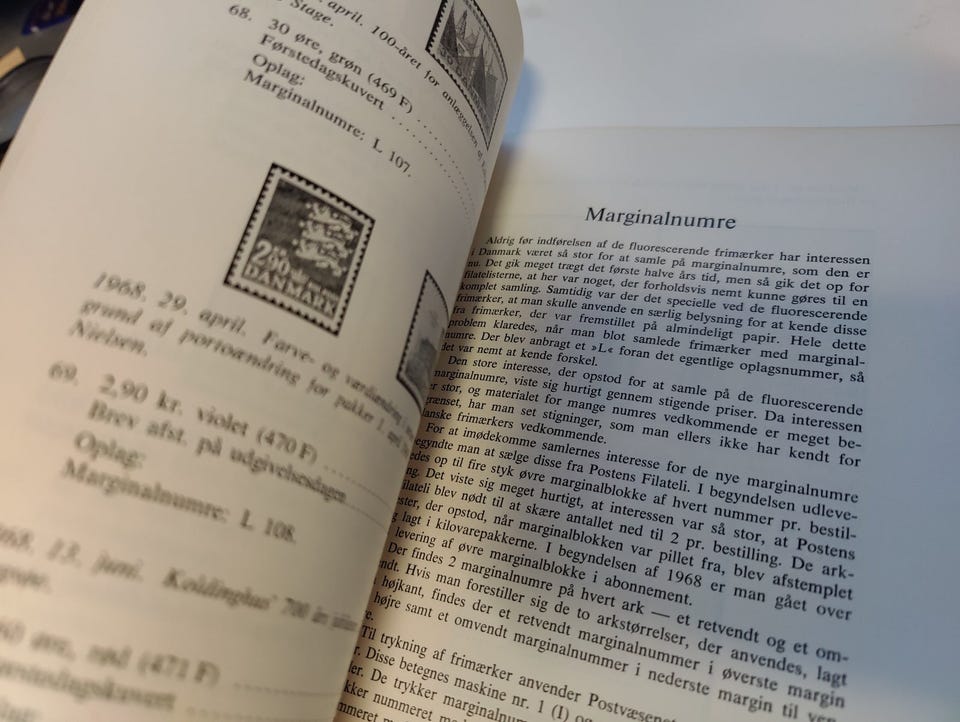 april. 100-året for anlæggelsen af
Stage.
68. 30 øre, grøn (469 F)
Førstedagskuvert
Oplag:
Marginalnumre: L 107.
2,90
DANMARK
1968. 29. april. Farve- og værdiændring
grund af portoændring for pakker 1.
Nielsen.
69. 2,90 kr. violet (470 F)
Brev afst. på udgivelsesdagen
Oplag:
Marginalnumre: L 108.
13. juni. Koldinghus' 700 års
øre, rød (471 F)
Marginalnumre
Aldrig før indførelsen af de fluorescerende frimærker har interessen
i Danmark været så stor for at samle på marginalnumre, som den er
nu. Det gik meget trægt det første halve års tid, men så gik det op for
filatelisterne, at her var noget, der forholdsvis nemt kunne gøres til en
komplet samling. Samtidig var der det specielle ved de fluorescerende
frimærker, at man skulle anvende en særlig belysning for at kende disse
fra frimærker, der var fremstillet på almindeligt papir. Hele dette
problem klaredes, når man blot samlede frimærker med marginal-
numre. Der blev anbragt et »L« foran det egentlige oplagsnummer, så
det var nemt at kende forskel.
Den store interesse, der opstod for at samle på de fluorescerende
marginalnumre, viste sig hurtigt gennem stigende priser. Da interessen
er stor, og materialet for mange numres vedkommende er meget be-
grænset, har man set stigninger, som man ellers ikke har kendt for
danske frimærkers vedkommende.
For at imødekomme samlernes interesse for de nye marginalnumre
begyndte man at sælge disse fra Postens Filateli. I begyndelsen udleve-
redes op til fire styk øvre marginalblokke af hvert nummer pr. bestil-
ling. Det viste sig meget hurtigt, at interessen var så stor, at Postens
Filateli blev nødt til at skære antallet ned til 2 pr. bestilling. De ark-
rester, der opstod, når marginalblokken var pillet fra, blev afstemplet
og lagt i kilovarepakkerne. I begyndelsen af 1968 er man gået over
levering af øvre marginalblokke i abonnement.
Der findes 2 marginalnumre på hvert ark — et retvendt og et om-
vendt. Hvis man forestiller sig de to arkstørrelser, der anvendes, lagt
højkant, findes der et retvendt marginalnummer i øverste margin
højre samt et omvendt marginalnummer i nederste margin til ven
Til trykning af frimærker anvender Postvæsenet
Disse betegnes maskine nr. 1 (I) og
De trykker marginalnum
nummeret